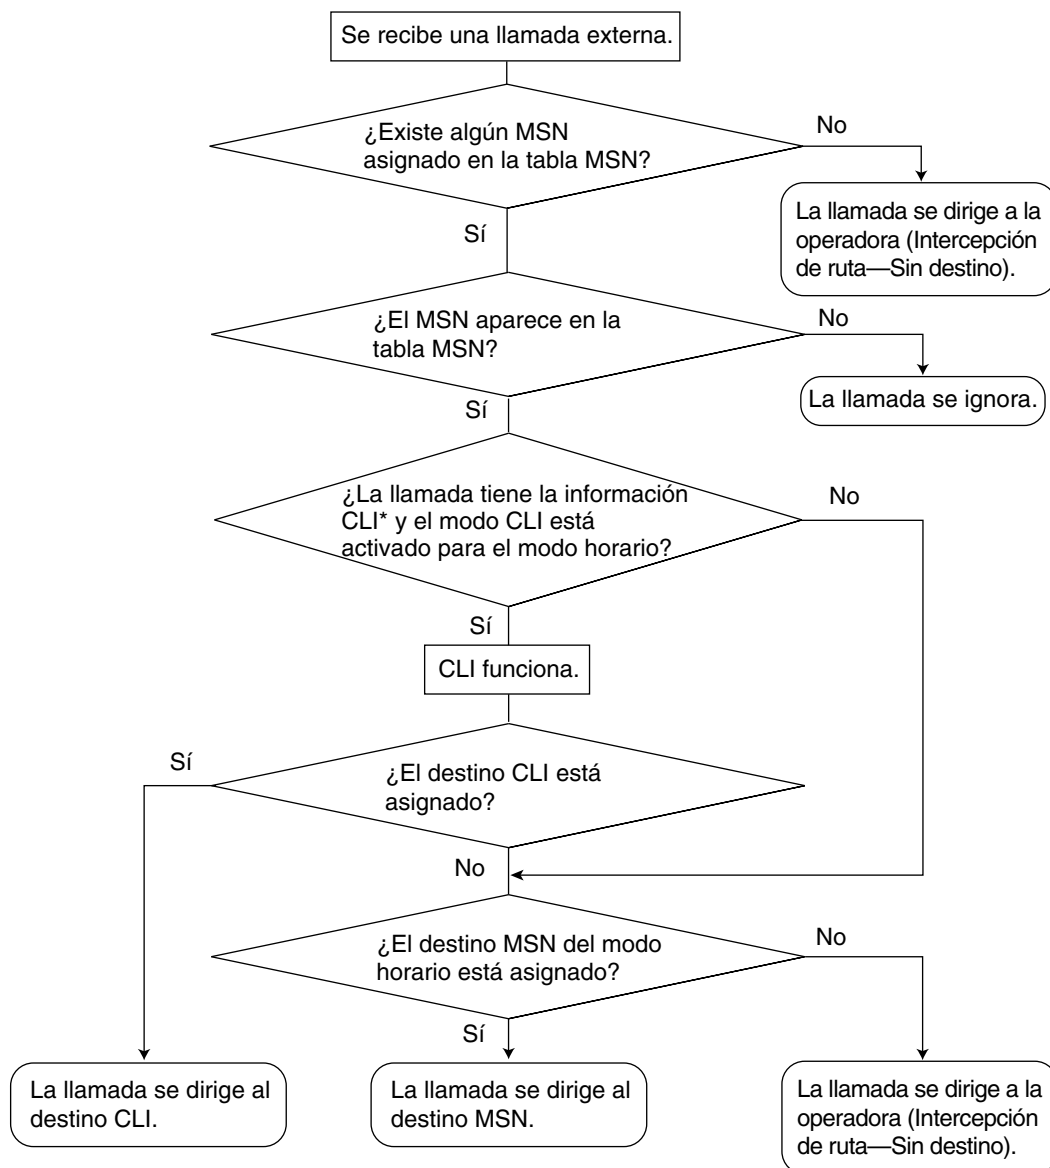 Se recibe una llamada externa.
¿Existe algún MSN
asignado en la tabla MSN?
No
La llamada se dirige a la
operadora (Intercepción
de ruta—Sin destino).
Sí
¿El MSN aparece en la
tabla MSN?
No
La llamada se ignora.
Sí
¿La llamada tiene la información
CLI* y el modo CLI está
activado para el modo horario?
No
Sí
CLI funciona.
Sí
¿El destino CLI está
asignado?
No
¿El destino MSN del modo
horario está asignado?
No
Sí
La llamada se dirige al
destino CLI.
La llamada se dirige al
destino MSN.
La llamada se dirige a la
operadora (Intercepción
de ruta—Sin destino).